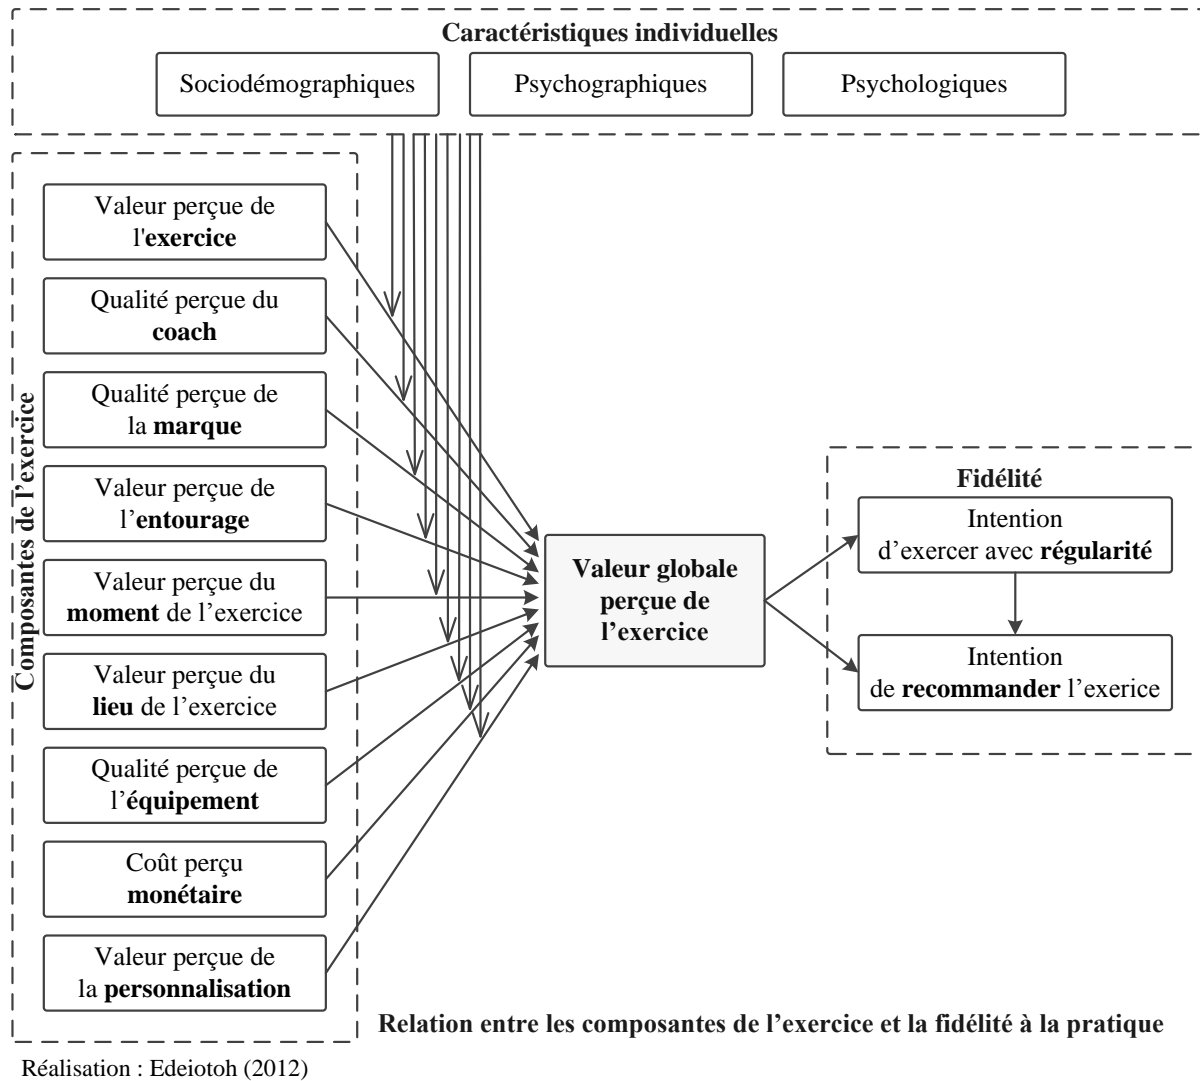 Caractéristiques individuelles
Sociodémographiques
Psychographiques
Psychologiques
Composantes de l’exercice
Valeur perçue de
l'exercice
Qualité perçue du
coach
Qualité perçue de
la marque
Valeur perçue de
l’entourage
Valeur perçue du
moment de l’exercice
Valeur perçue du
lieu de l’exercice
Qualité perçue de
l’équipement
Coût perçu
monétaire
Valeur perçue de
la personnalisation
Valeur globale
perçue de
l’exercice
Fidélité
Intention
d’exercer avec régularité
Intention
de recommander l’exerice
Relation entre les composantes de l’exercice et la fidélité à la pratique
Réalisation : Edeiotoh (2012)